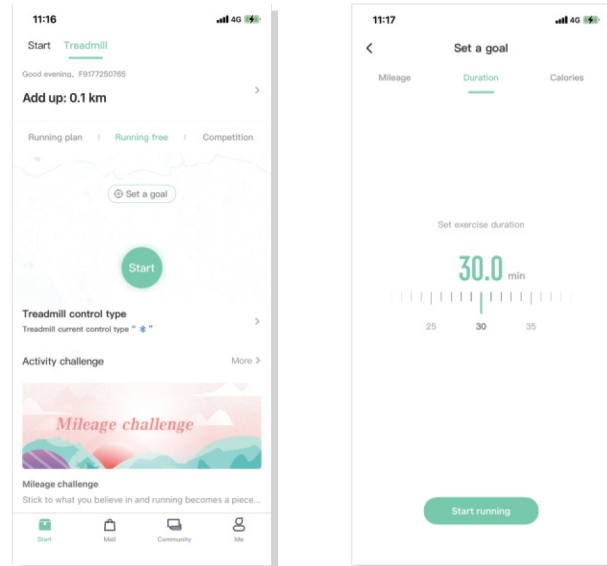 11:16
4G
Start Treadmill
Good evening, F9177250765
Add up: 0.1 km
Running plan Running free Competition
Set a goal
Start
Treadmill control type
Treadmill current control type " "
Activity challenge More
Mileage challenge
Mileage challenge
Stick to what you believe in and running becomes a piece...
Start Mall Community Me
11:17
4G
Set a goal
Mileage Duration Calories
Set exercise duration
30.0 min
25 30 35
Start running